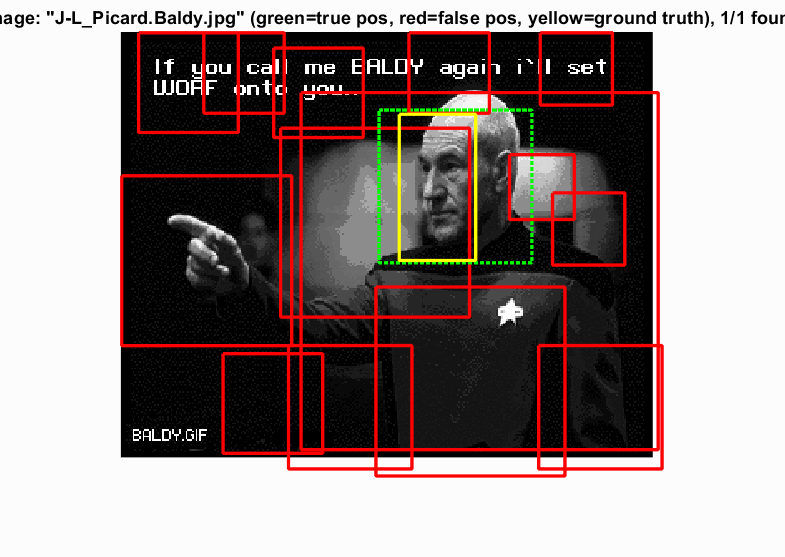 nage: "J-L_Picard.Baldy.jpg" (green=true pos, red=false pos, yellow=ground truth), 1/1 foun
If you call me BALDY again i`ll set
WORF onto you..
BALDY.GIF